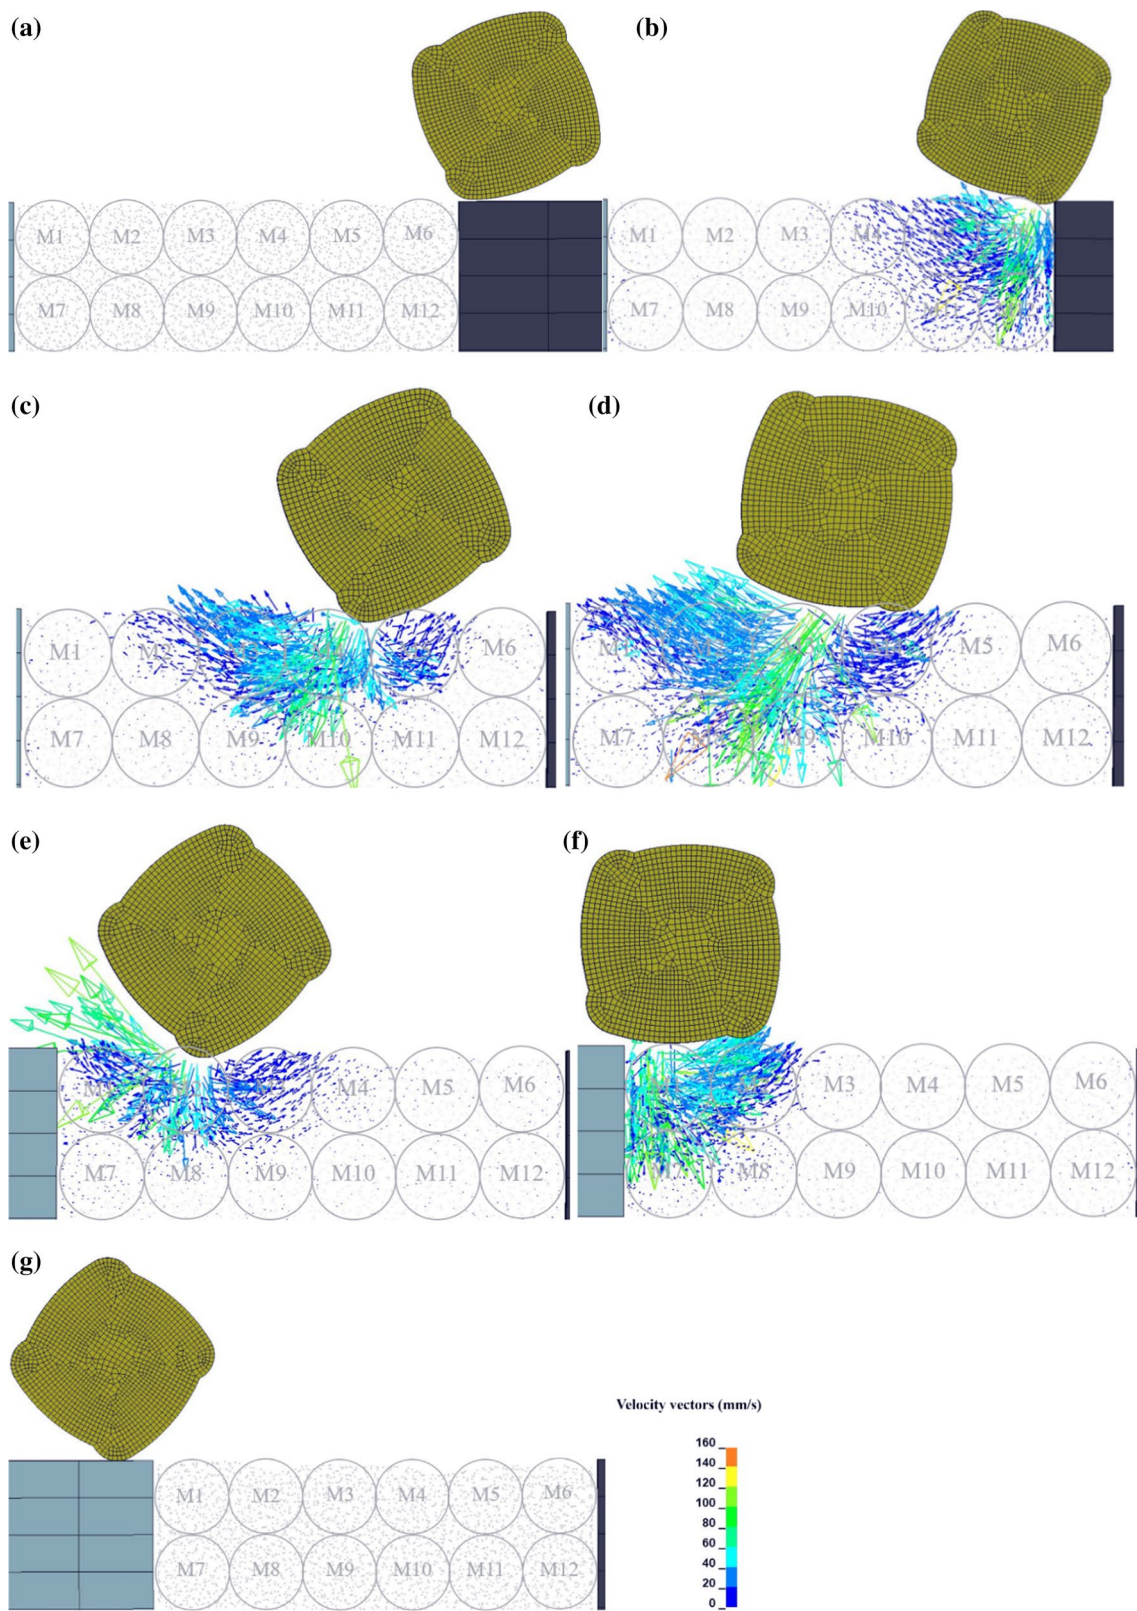 (a)
(b)
M1 M2 M3 M4 M5 M6
M7 M8 M9 M10 M11 M12
M1 M2 M3 M4
M7 M8 M9 M10
(c)
(d)
M1 M2 M3 M4 M6
M7 M8 M9 M10 M11 M12
M5 M6
M7 M9 M10 M11 M12
(e)
(f)
M4 M5 M6
M7 M8 M9 M10 M11 M12
M3 M4 M5 M6
M8 M9 M10 M11 M12
(g)
M1 M2 M3 M4 M5 M6
M7 M8 M9 M10 M11 M12
Velocity vectors (mm/s)
160
140
120
100
80
60
40
20
0